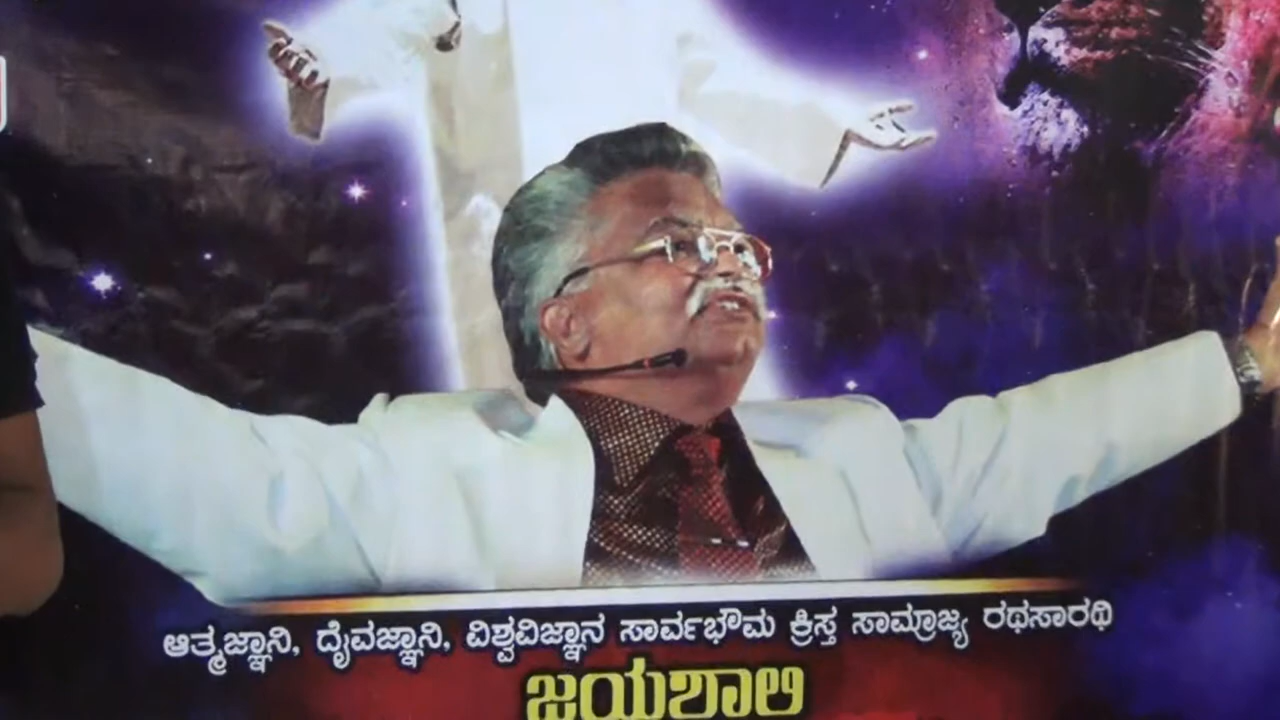 ಆತ್ಮಜ್ಞಾನಿ, ದೈವಜ್ಞಾನಿ, ವಿಶ್ವವಿಜ್ಞಾನ ಸಾರ್ವಭೌಮ ಕ್ರಿಸ್ತ ಸಾಮ್ರಾಜ್ಯ ರಥಸಾರಥಿ
ಜಯಶಾಲಿ